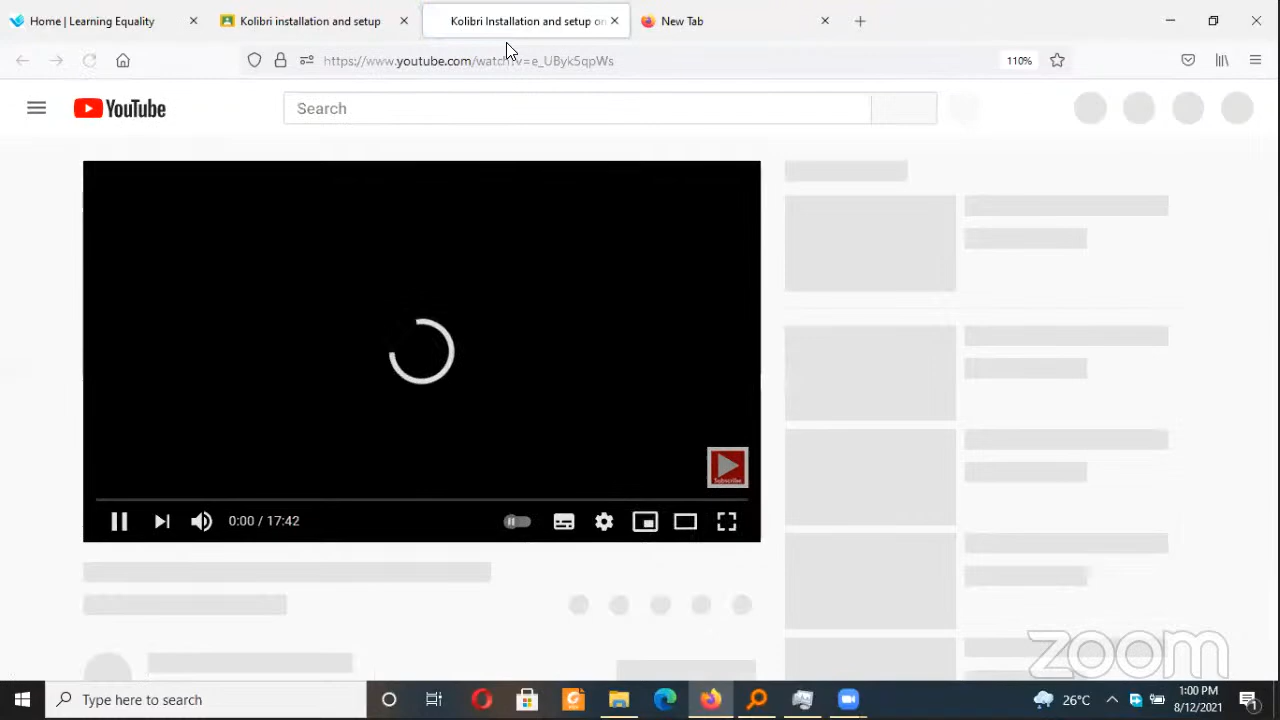 Home | Learning Equality
Kolibri installation and setup
Kolibri Installation and setup on
New Tab
https://www.youtube.com/watch?v=e_UByk5qpWs
110%
YouTube
Search
Subscribe
0:00 / 17:42
zoom
Type here to search
26°C
1:00 PM
8/12/2021
1